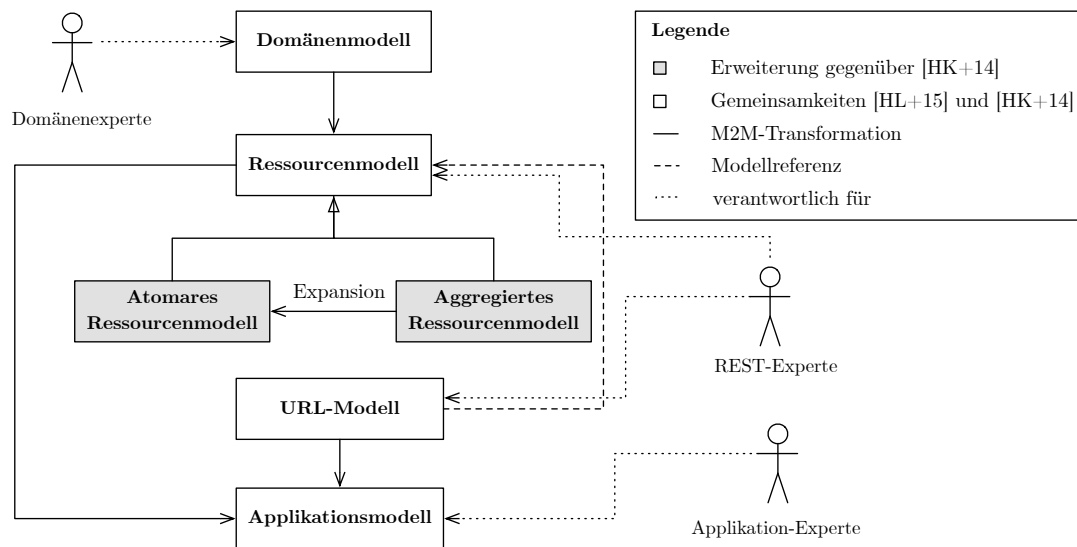 Domänenmodell
Domänenexperte
Ressourcenmodell
Legende
Erweiterung gegenüber [HK+14]
Gemeinsamkeiten [HL+15] und [HK+14]
M2M-Transformation
Modellreferenz
verantwortlich für
Atomares
Ressourcenmodell
Expansion
Aggregiertes
Ressourcenmodell
REST-Experte
URL-Modell
Applikationsmodell
Applikation-Experte